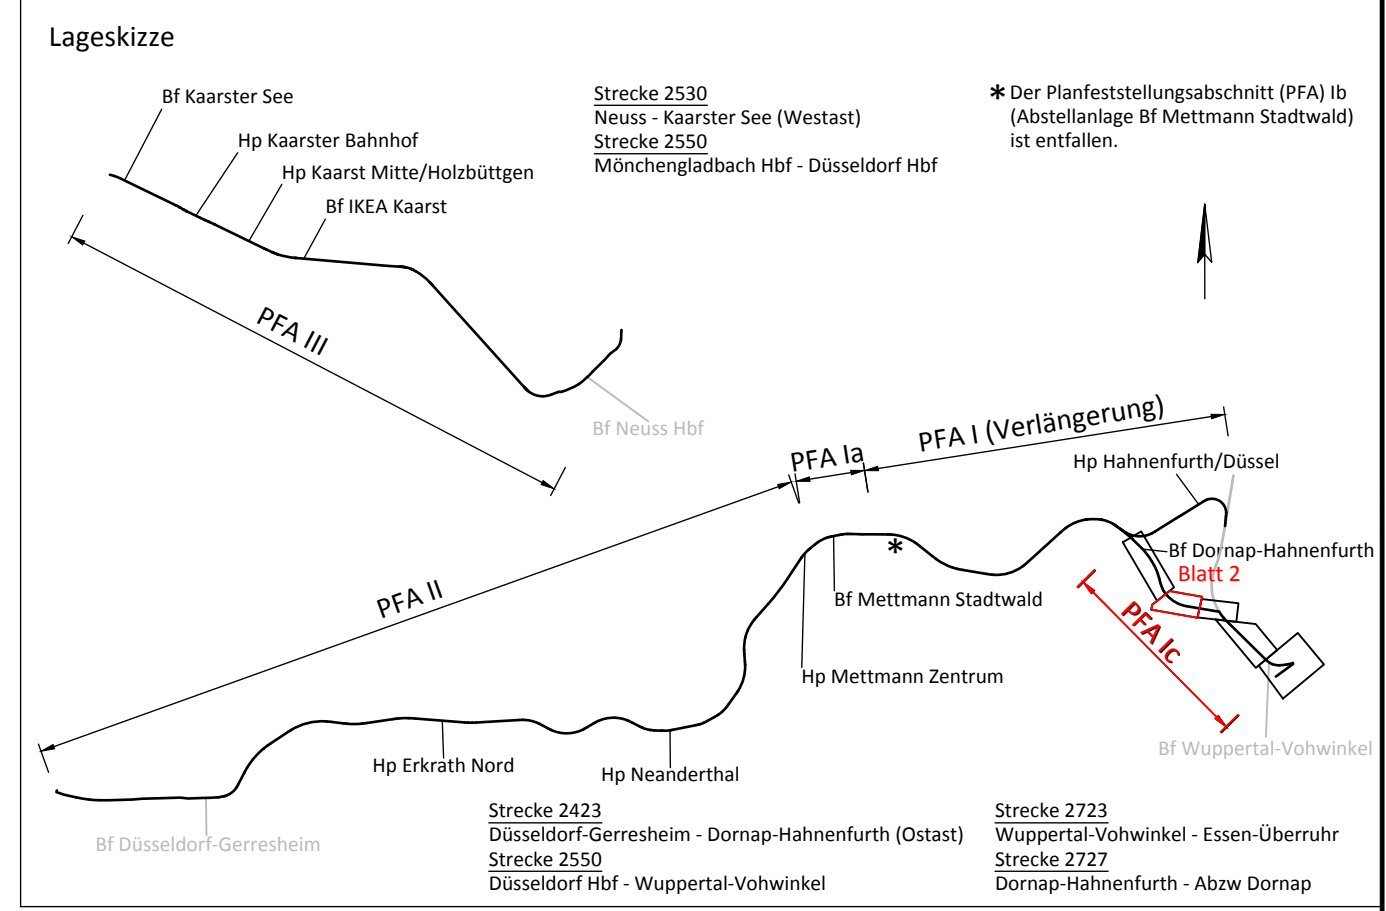 Lageskizze
Bf Kaarster See
Hp Kaarster Bahnhof
Hp Kaarst Mitte/Holzbüttgen
Bf IKEA Kaarst
Strecke 2530
Neuss - Kaarster See (Westast)
Strecke 2550
Mönchengladbach Hbf - Düsseldorf Hbf
* Der Planfeststellungsabschnitt (PFA) Ib
(Abstellanlage Bf Mettmann Stadtwald)
ist entfallen.
PFA III
Bf Neuss Hbf
PFA Ia
PFA I (Verlängerung)
Hp Hahnenfurth/Düssel
*
Bf Dornap-Hahnenfurth
Blatt 2
PFA II
Bf Mettmann Stadtwald
PFA Ic
Hp Mettmann Zentrum
Bf Wuppertal-Vohwinkel
Hp Erkrath Nord
Hp Neanderthal
Bf Düsseldorf-Gerresheim
Strecke 2423
Düsseldorf-Gerresheim - Dornap-Hahnenfurth (Ostast)
Strecke 2550
Düsseldorf Hbf - Wuppertal-Vohwinkel
Strecke 2723
Wuppertal-Vohwinkel - Essen-Überruhr
Strecke 2727
Dornap-Hahnenfurth - Abzw Dornap